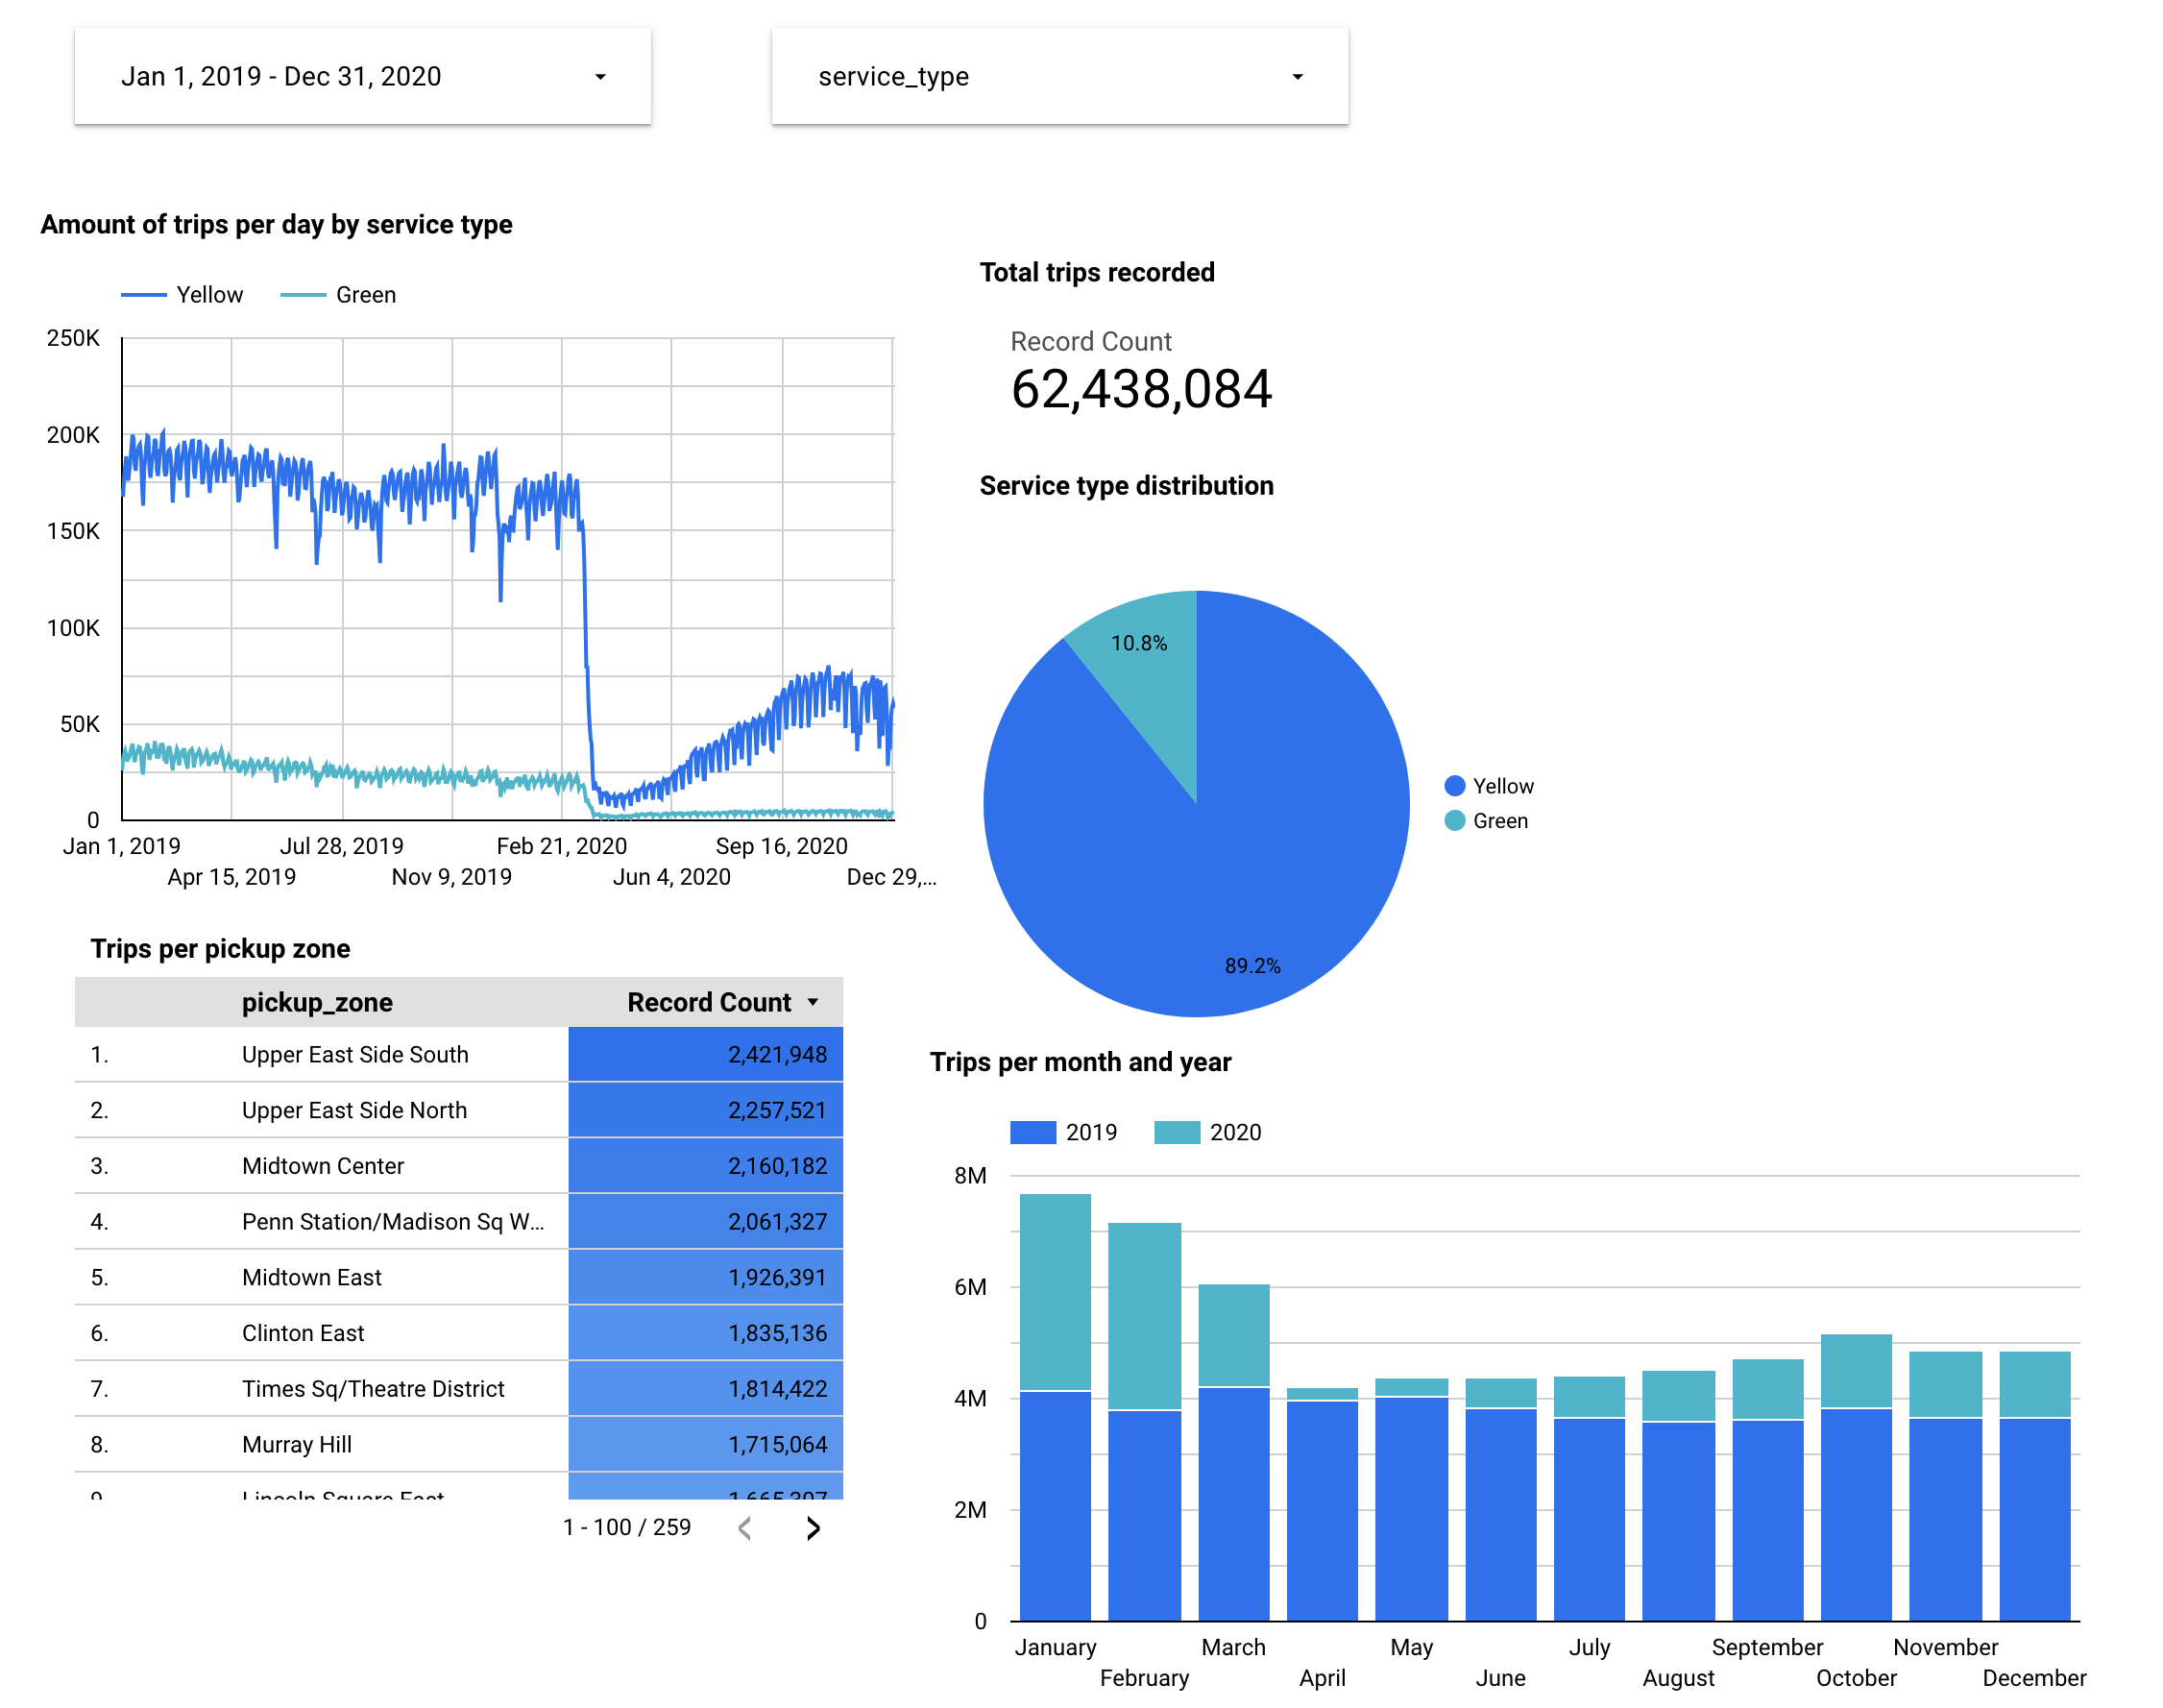 Jan 1, 2019 - Dec 31, 2020
service_type
Amount of trips per day by service type
Yellow Green
250K
200K
150K
100K
50K
0
Jan 1, 2019 Jul 28, 2019 Feb 21, 2020 Sep 16, 2020
Apr 15, 2019 Nov 9, 2019 Jun 4, 2020 Dec 29,...
Total trips recorded
Record Count
62,438,084
Service type distribution
10.8%
89.2%
Yellow
Green
Trips per pickup zone
pickup_zone Record Count
1. Upper East Side South 2,421,948
2. Upper East Side North 2,257,521
3. Midtown Center 2,160,182
4. Penn Station/Madison Sq W... 2,061,327
5. Midtown East 1,926,391
6. Clinton East 1,835,136
7. Times Sq/Theatre District 1,814,422
8. Murray Hill 1,715,064
9. Lincoln Square East 1,665,307
1 - 100 / 259
Trips per month and year
2019 2020
8M
6M
4M
2M
0
January March May July September November
February April June August October December